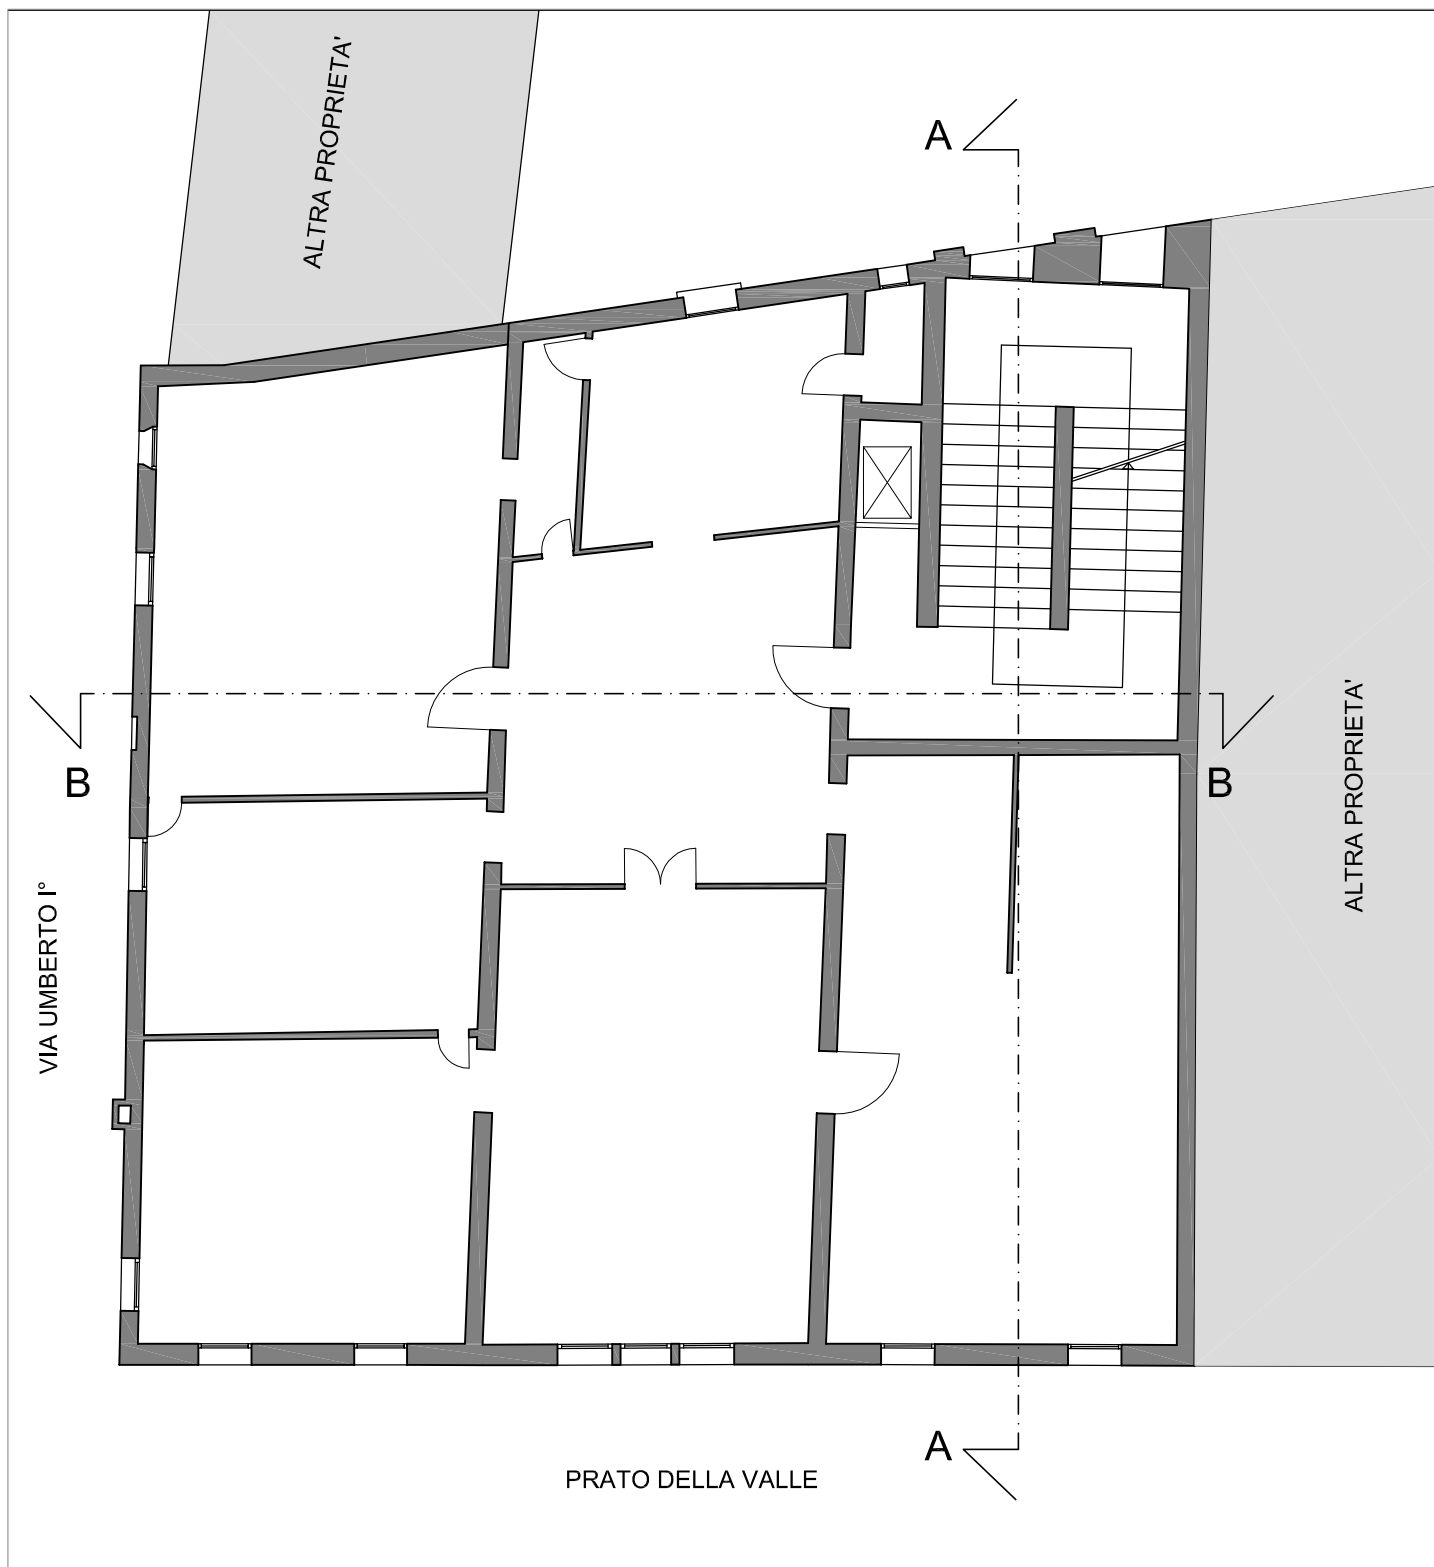 ALTRA PROPRIETA'
A
B
B
ALTRA PROPRIETA'
VIA UMBERTO I°
A
PRATO DELLA VALLE